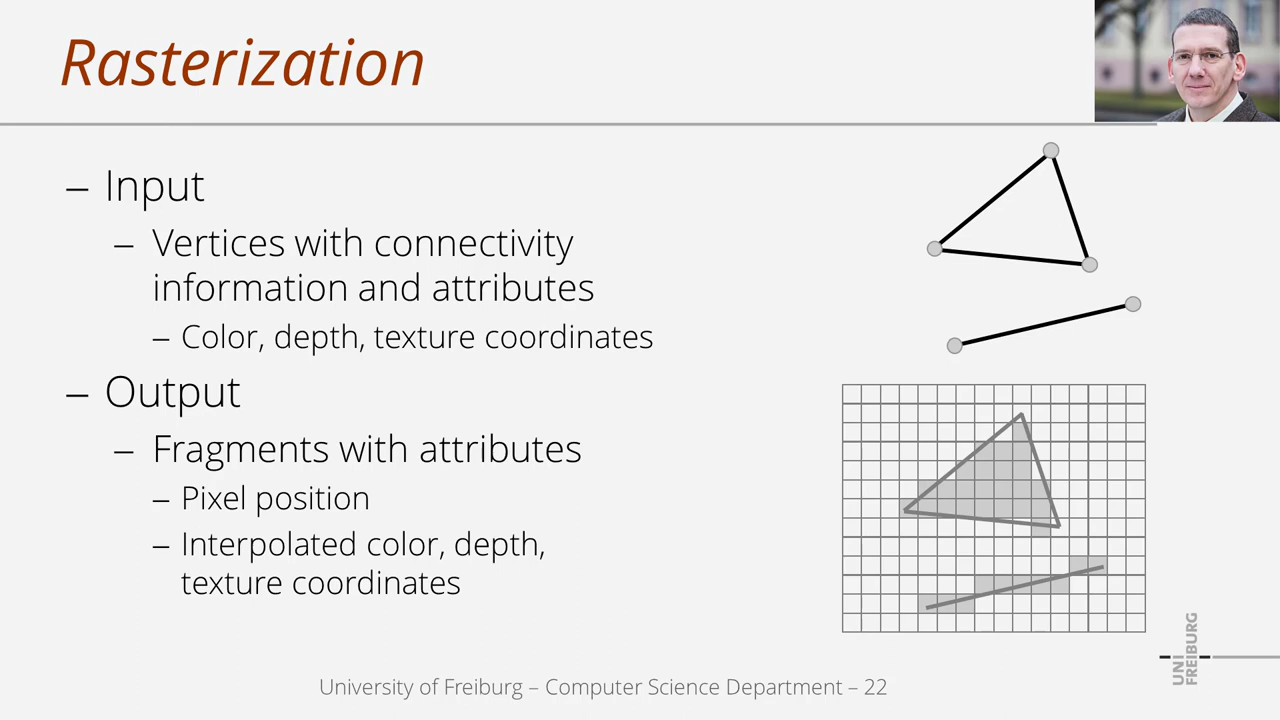 Rasterization
– Input
– Vertices with connectivity
information and attributes
– Color, depth, texture coordinates
– Output
– Fragments with attributes
– Pixel position
– Interpolated color, depth,
texture coordinates
University of Freiburg – Computer Science Department – 22
UNI
FREIBURG